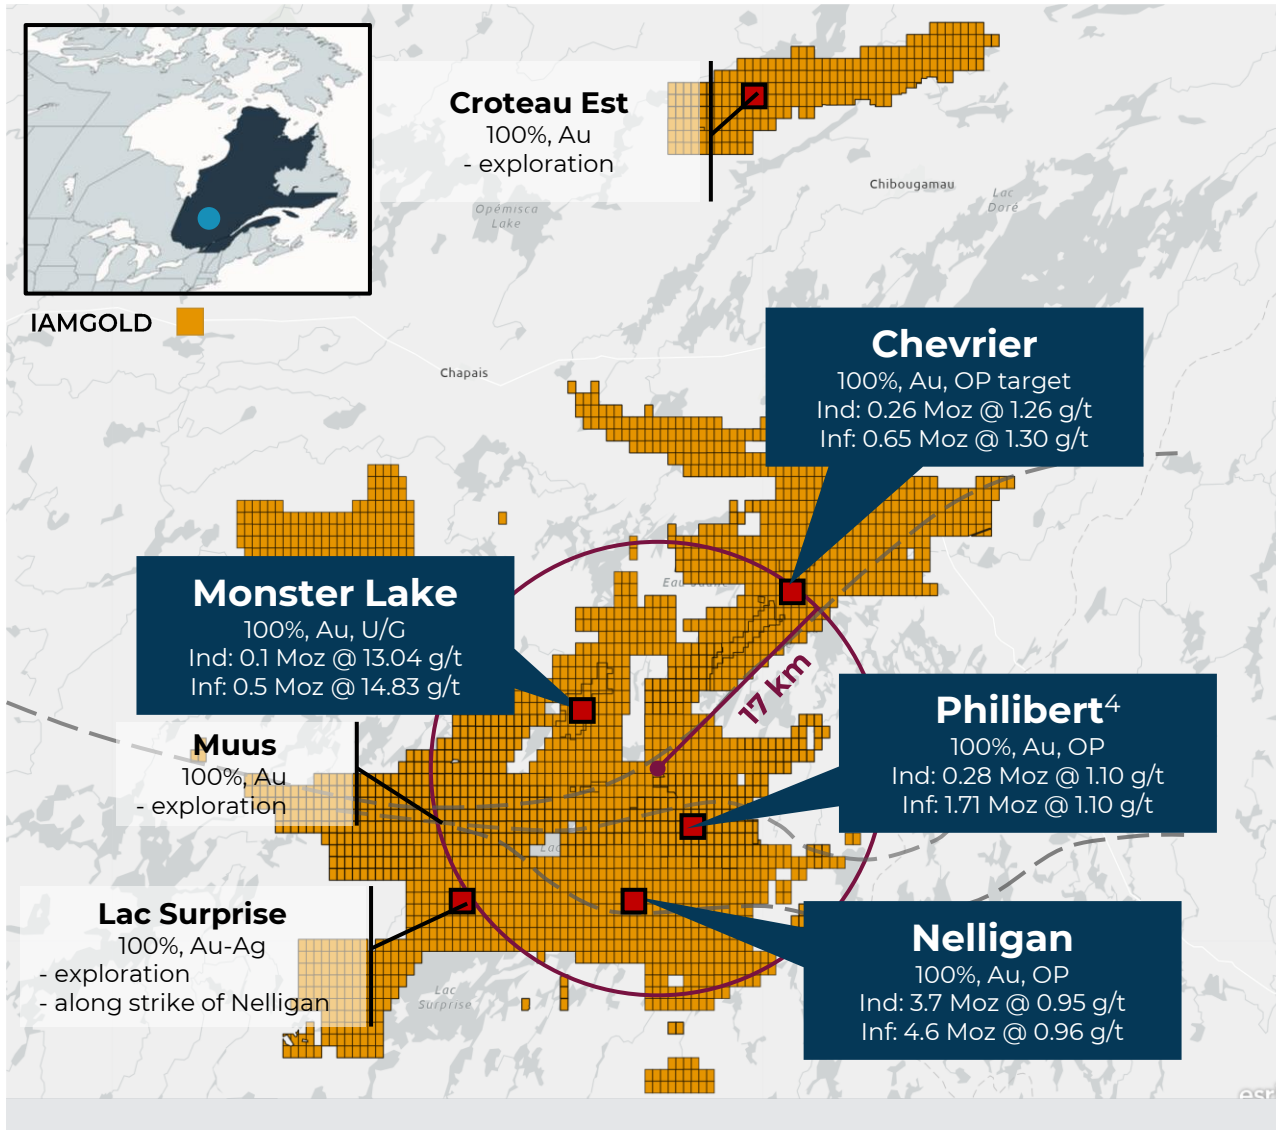 Croteau Est
100%, Au
- exploration
Chibougamau
Opémisca
Lake
Lac
Doré
IAMGOLD
Chapais
Chevrier
100%, Au, OP target
Ind: 0.26 Moz @ 1.26 g/t
Inf: 0.65 Moz @ 1.30 g/t
Eau
Monster Lake
100%, Au, U/G
Ind: 0.1 Moz @ 13.04 g/t
Inf: 0.5 Moz @ 14.83 g/t
17 km
Philibert⁴
100%, Au, OP
Ind: 0.28 Moz @ 1.10 g/t
Inf: 1.71 Moz @ 1.10 g/t
Muus
100%, Au
- exploration
Lac
Lac Surprise
100%, Au-Ag
- exploration
- along strike of Nelligan
Lac
Surprise
Nelligan
100%, Au, OP
Ind: 3.7 Moz @ 0.95 g/t
Inf: 4.6 Moz @ 0.96 g/t